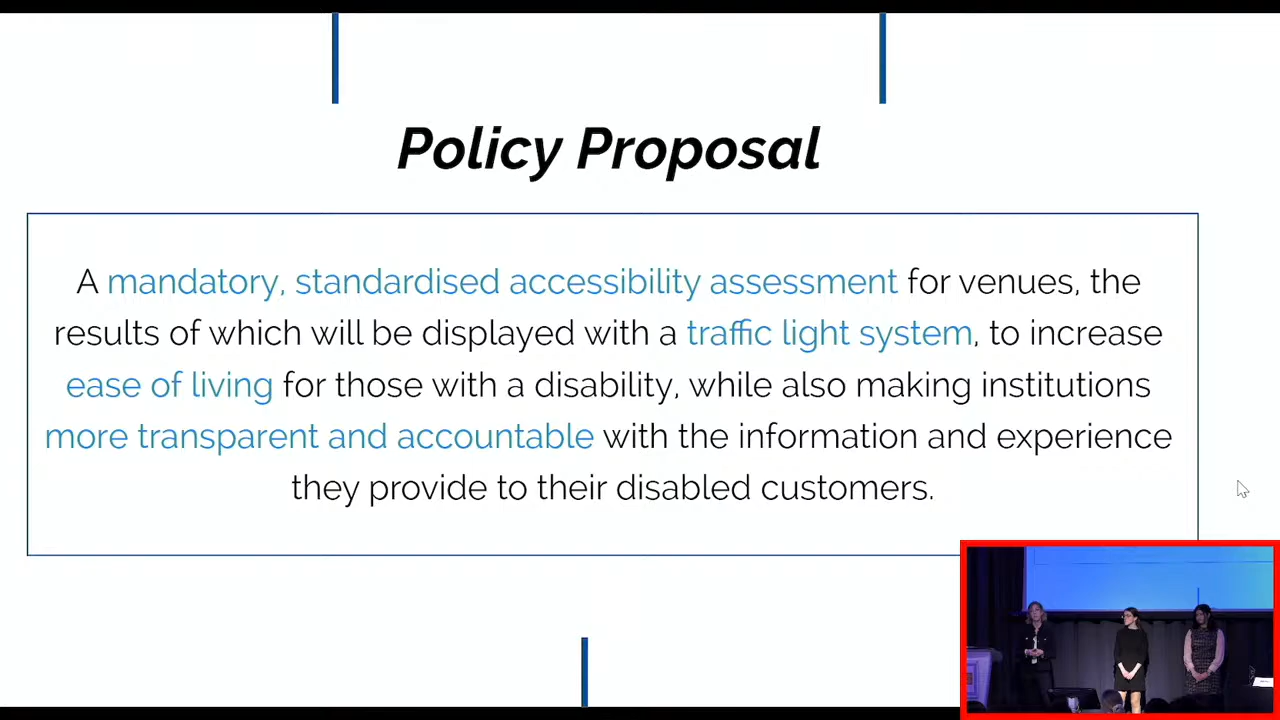 Policy Proposal
A mandatory, standardised accessibility assessment for venues, the
results of which will be displayed with a traffic light system, to increase
ease of living for those with a disability, while also making institutions
more transparent and accountable with the information and experience
they provide to their disabled customers.